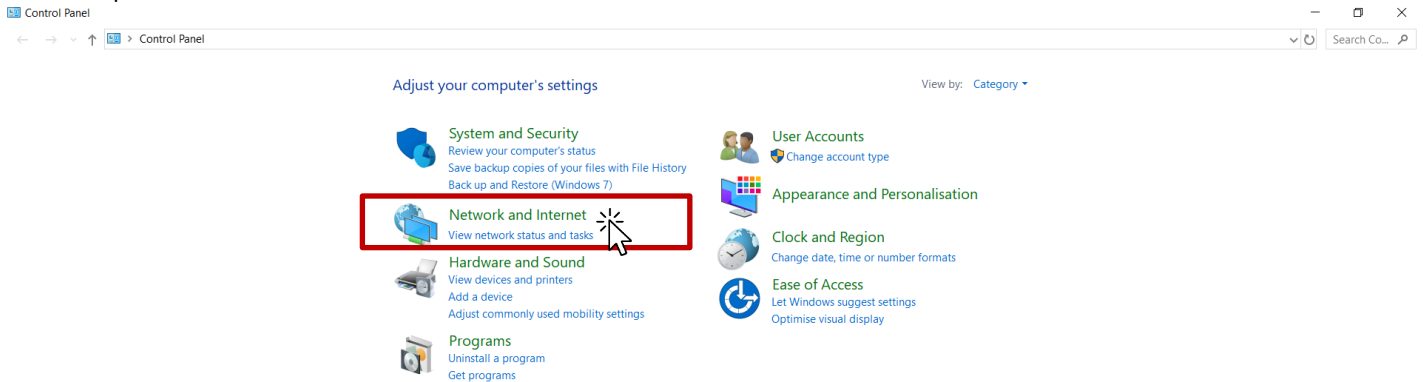 Control Panel
Control Panel
Search Co...
Adjust your computer's settings
View by: Category
System and Security
Review your computer's status
Save backup copies of your files with File History
Back up and Restore (Windows 7)
Network and Internet
View network status and tasks
Hardware and Sound
View devices and printers
Add a device
Adjust commonly used mobility settings
Programs
Uninstall a program
Get programs
User Accounts
Change account type
Appearance and Personalisation
Clock and Region
Change date, time or number formats
Ease of Access
Let Windows suggest settings
Optimise visual display